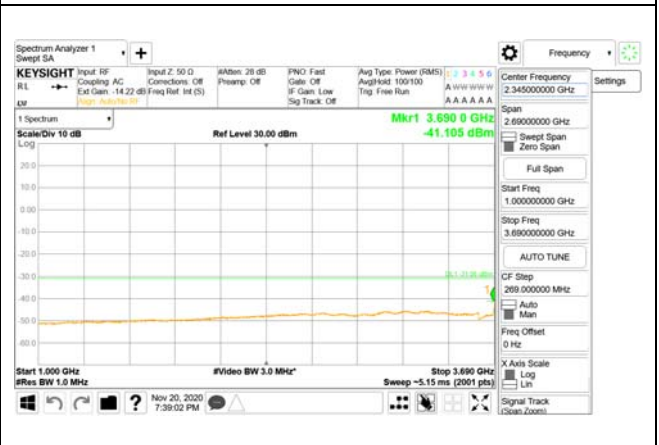 Spectrum Analyzer 1
Swept SA
+
Frequency
KEYSIGHT
RL
Input: RF
Coupling: AC
Ext Gain: -14.22 dB
Align: Auto/No RF
Input Z: 50 Ω
Corrections: Off
Freq Ref: Int (S)
#Atten: 28 dB
Preamp: Off
PNO: Fast
Gate: Off
IF Gain: Low
Sig Track: Off
Avg Type: Power (RMS)
Avg|Hold: 100/100
Trig: Free Run
1 2 3 4 5 6
A W W W W W
A A A A A A
1 Spectrum
Scale/Div 10 dB
Ref Level 30.00 dBm
Mkr1 3.690 0 GHz
-41.105 dBm
Log
20.0
10.0
0.00
-10.0
-20.0
-30.0
-40.0
-50.0
-60.0
1
Start 1.000 GHz
#Res BW 1.0 MHz
#Video BW 3.0 MHz*
Stop 3.690 GHz
Sweep ~5.15 ms (2001 pts)
Nov 20, 2020
7:39:02 PM
Center Frequency
2.345000000 GHz
Settings
Span
2.69000000 GHz
Swept Span
Zero Span
Full Span
Start Freq
1.000000000 GHz
Stop Freq
3.690000000 GHz
AUTO TUNE
CF Step
269.000000 MHz
Auto
Man
Freq Offset
0 Hz
X Axis Scale
Log
Lin
Signal Track
(Span Zoom)